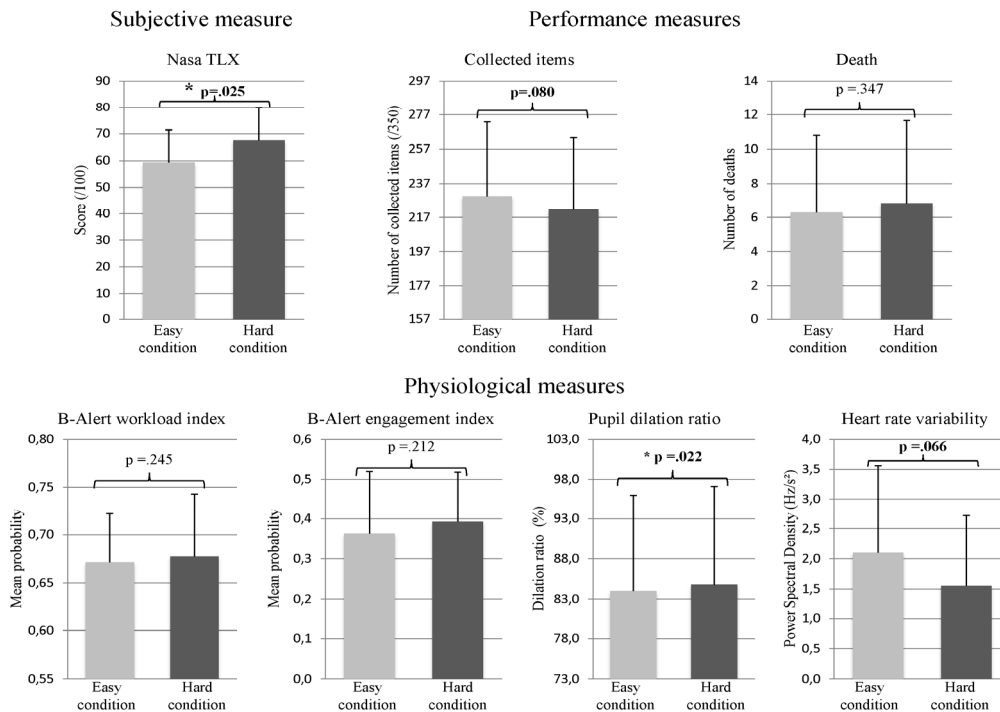 Subjective measure
Performance measures
Nasa TLX
Score (/100)
90
80
70
60
50
40
30
20
10
0
* p=.025
Easy condition
Hard condition
Collected items
Number of collected items (/350)
297
277
257
237
217
197
177
157
p=.080
Easy condition
Hard condition
Death
Number of deaths
14
12
10
8
6
4
2
0
p =.347
Easy condition
Hard condition
Physiological measures
B-Alert workload index
Mean probability
0,80
0,75
0,70
0,65
0,60
0,55
p =.245
Easy condition
Hard condition
B-Alert engagement index
Mean probability
0,6
0,5
0,4
0,3
0,2
0,1
0,0
p =.212
Easy condition
Hard condition
Pupil dilation ratio
Dilation ratio (%)
103,0
98,0
93,0
88,0
83,0
78,0
73,0
* p =.022
Easy condition
Hard condition
Heart rate variability
Power Spectral Density (Hz/s²)
4,0
3,5
3,0
2,5
2,0
1,5
1,0
0,5
0,0
p =.066
Easy condition
Hard condition